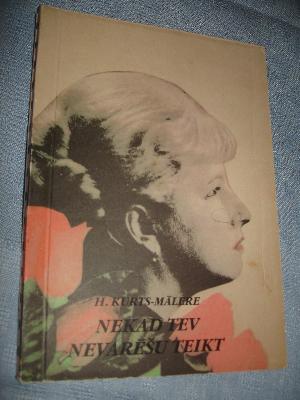 H. KURTS-MĀLERE
NEKAD TEV
NEVARĒŠU TEIKT